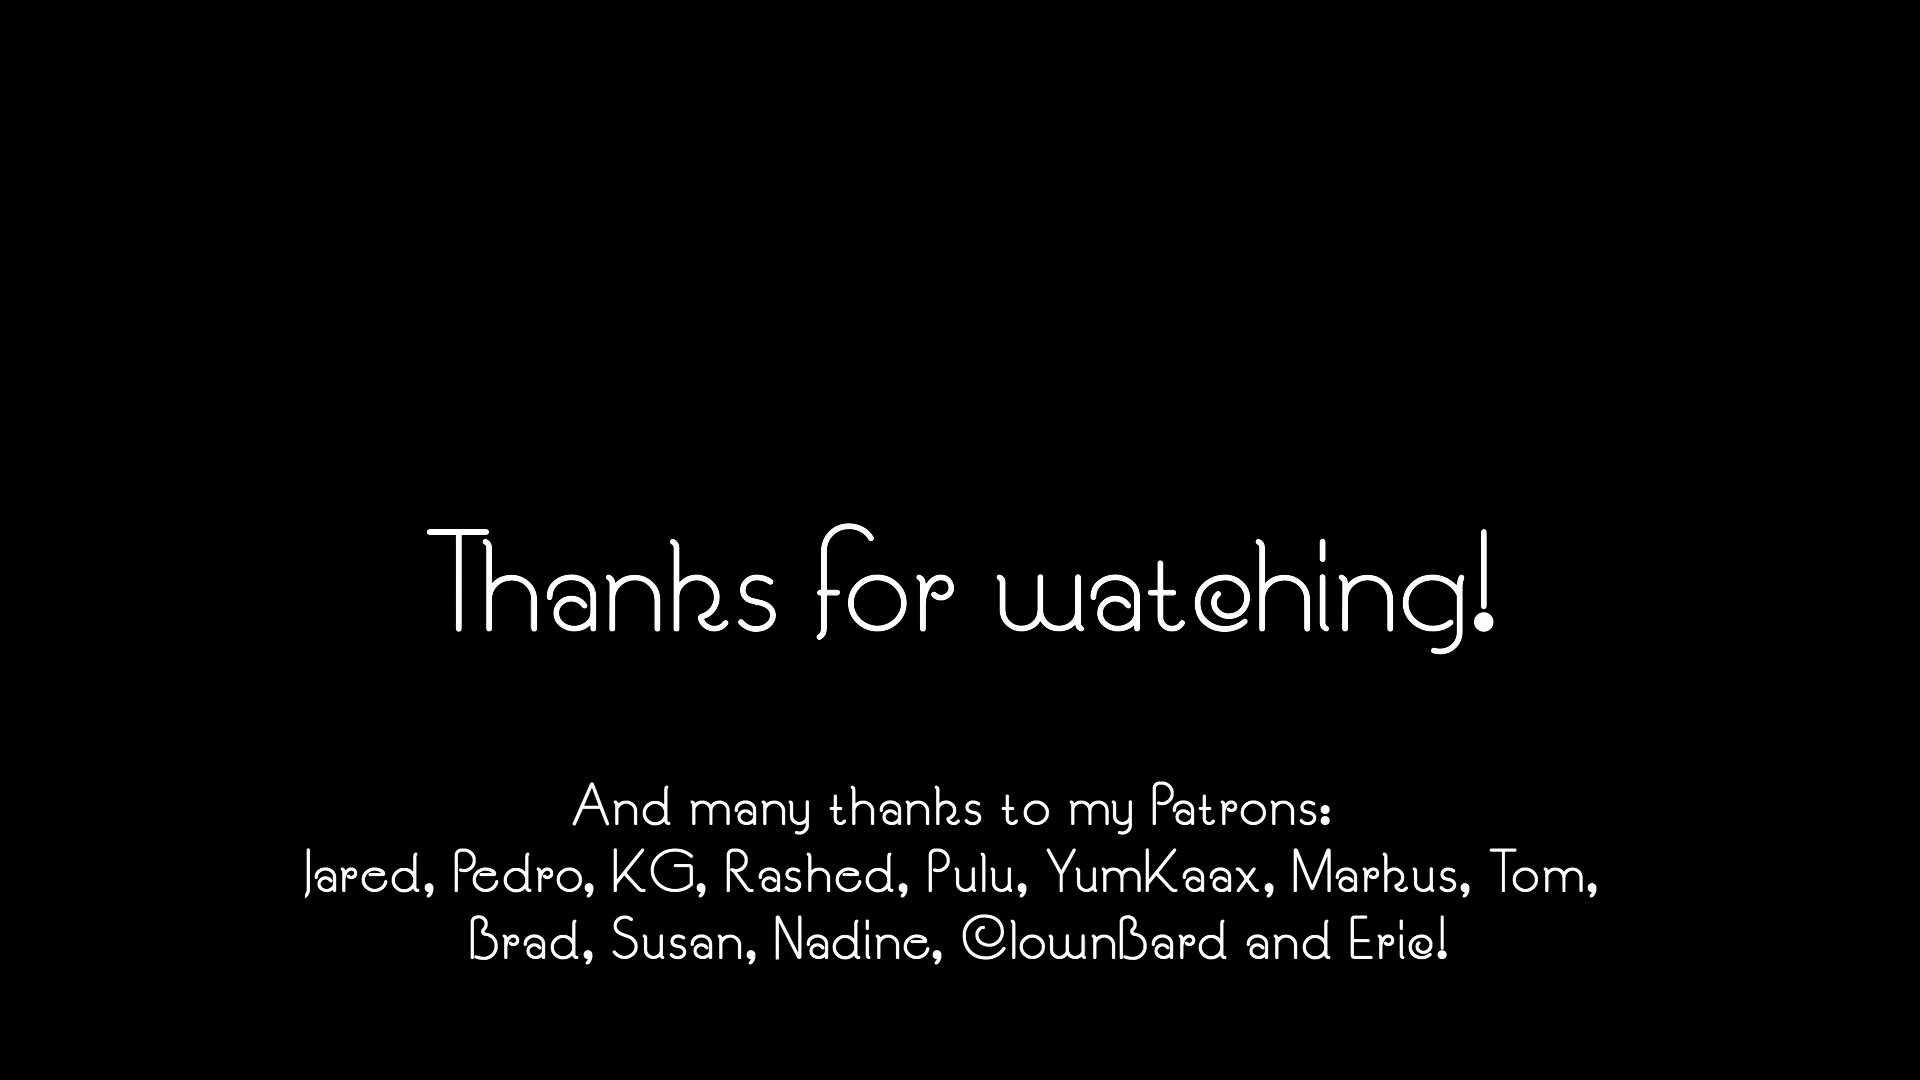 Thanks for watching!
And many thanks to my Patrons:
Jared, Pedro, KG, Rashed, Pulu, YumKaax, Markus, Tom,
Brad, Susan, Nadine, ClownBard and Eric!